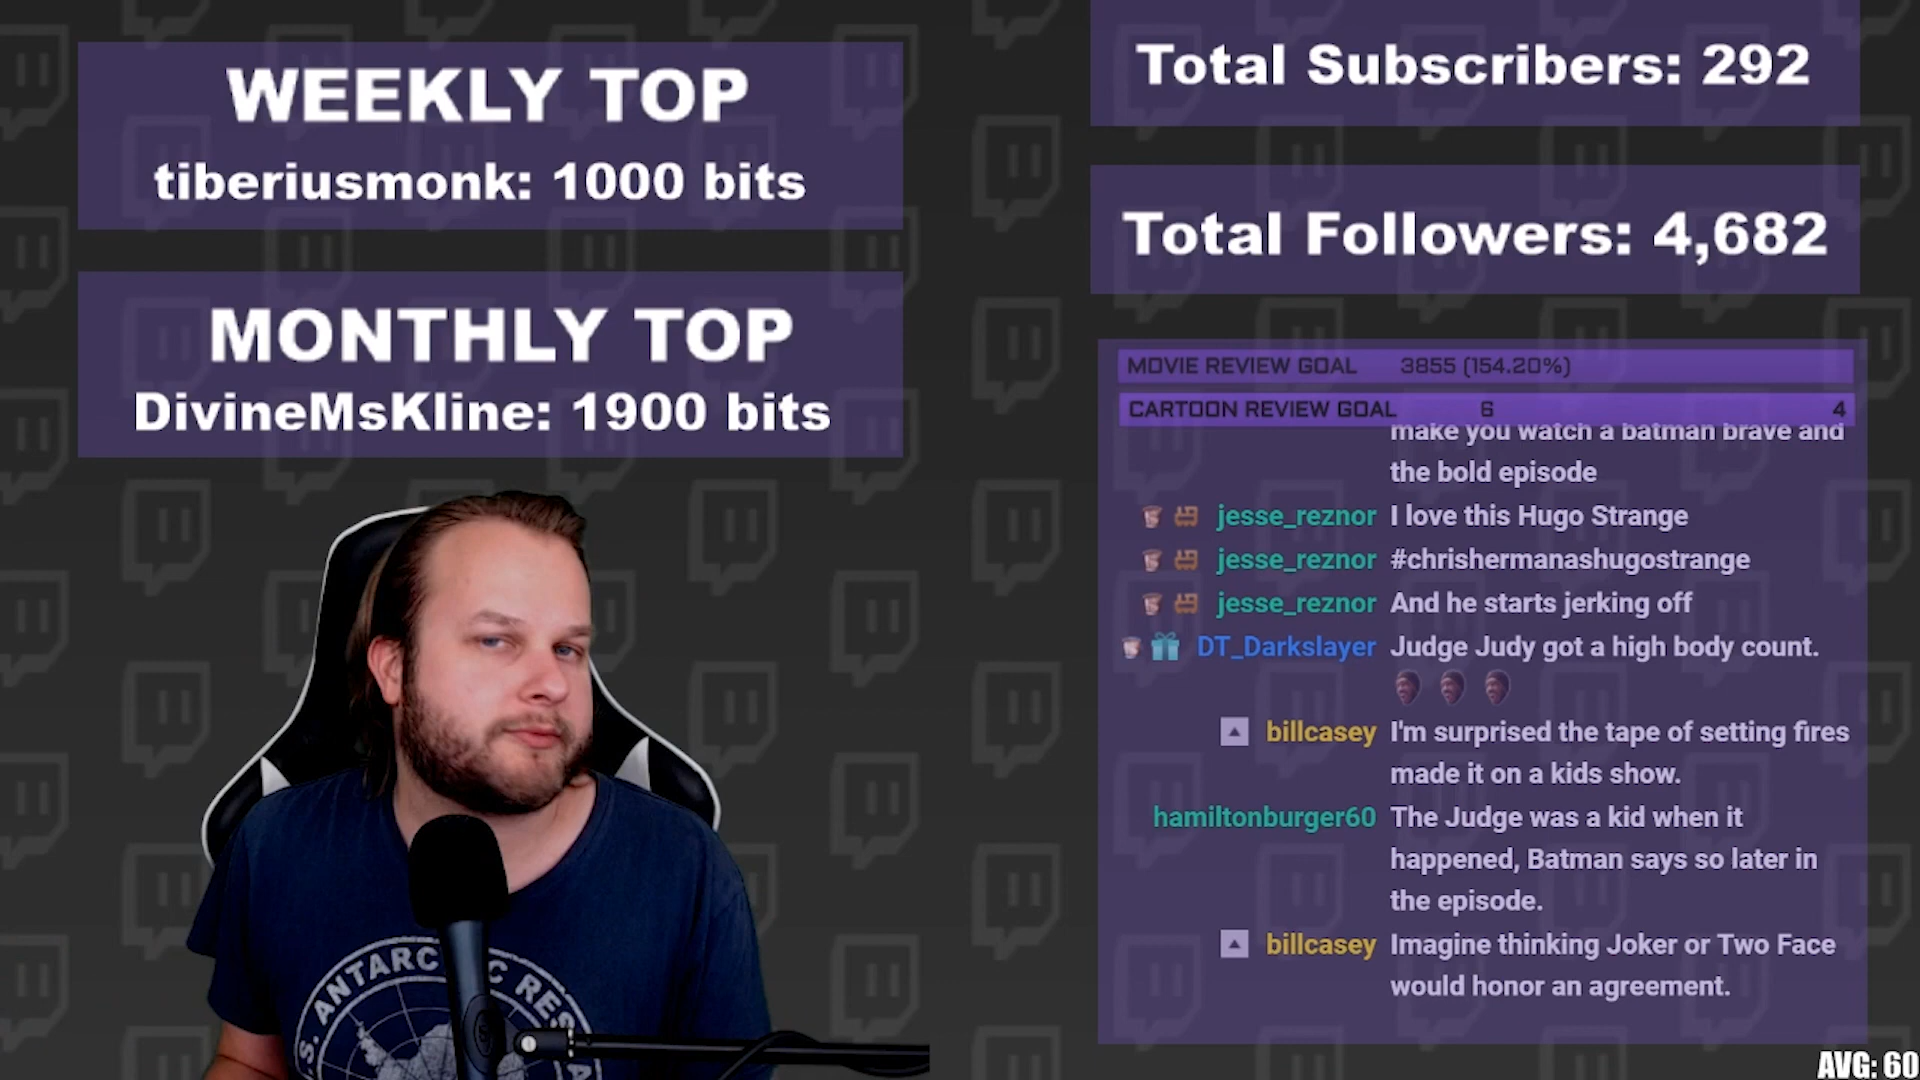 WEEKLY TOP
tiberiusmonk: 1000 bits
MONTHLY TOP
DivineMsKline: 1900 bits
Total Subscribers: 292
Total Followers: 4,682
MOVIE REVIEW GOAL 3855 (154.20%)
CARTOON REVIEW GOAL 6 4
make you watch a batman brave and
the bold episode
jesse_reznor I love this Hugo Strange
jesse_reznor #chrishermanashugostrange
jesse_reznor And he starts jerking off
DT_Darkslayer Judge Judy got a high body count.
billcasey I'm surprised the tape of setting fires
made it on a kids show.
hamiltonburger60 The Judge was a kid when it
happened, Batman says so later in
the episode.
billcasey Imagine thinking Joker or Two Face
would honor an agreement.
S. ANTARC C RES
AVG: 60